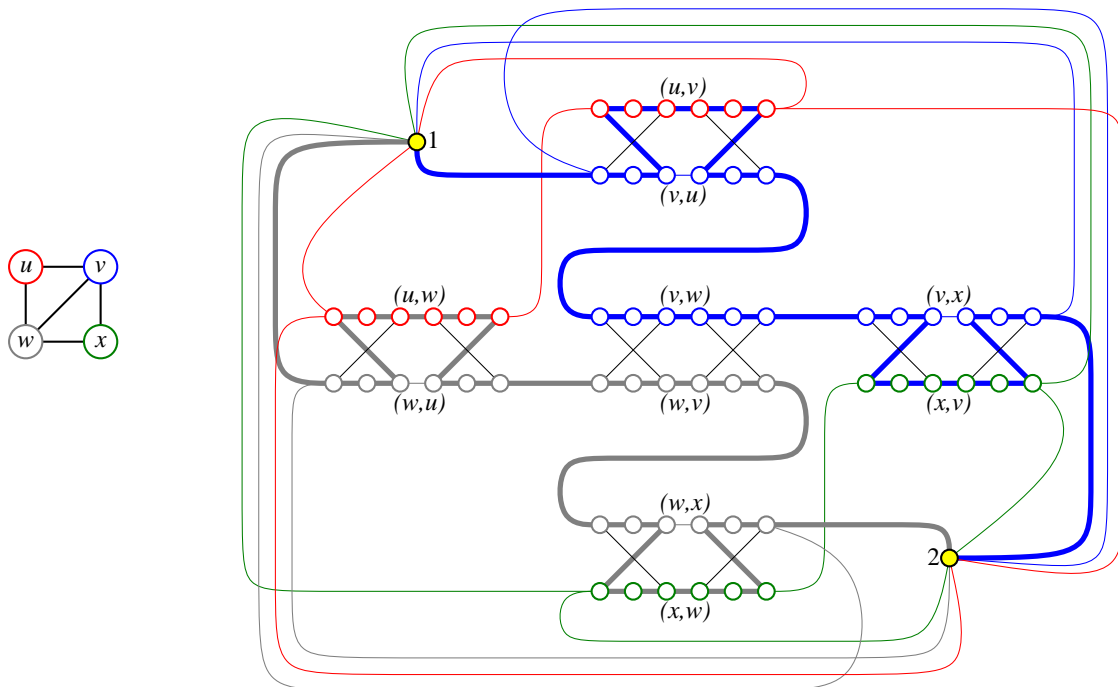 (u,v)
1
(v,u)
u
v
(u,w)
(v,w)
(v,x)
w
x
(w,u)
(w,v)
(x,v)
(w,x)
2
(x,w)